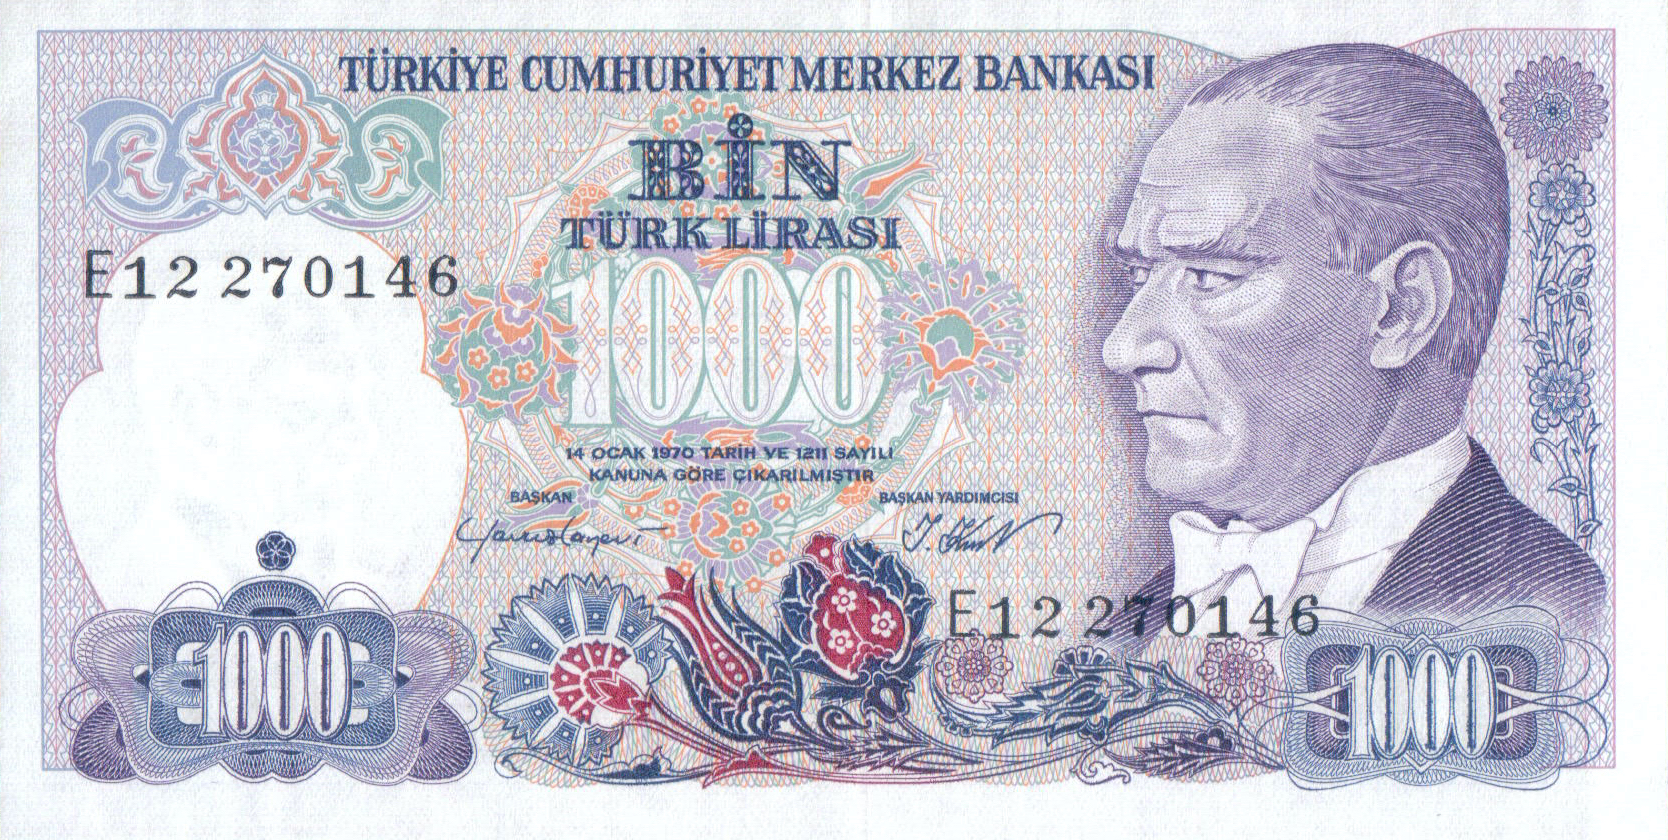 TÜRKİYE CUMHURİYET MERKEZ BANKASI
BİN
TÜRK LİRASI
E12 270146
1000
14 OCAK 1970 TARİH VE 1211 SAYILI
KANUNA GÖRE ÇIKARILMIŞTIR
BAŞKAN
BAŞKAN YARDIMCISI
E12 270146
1000
1000